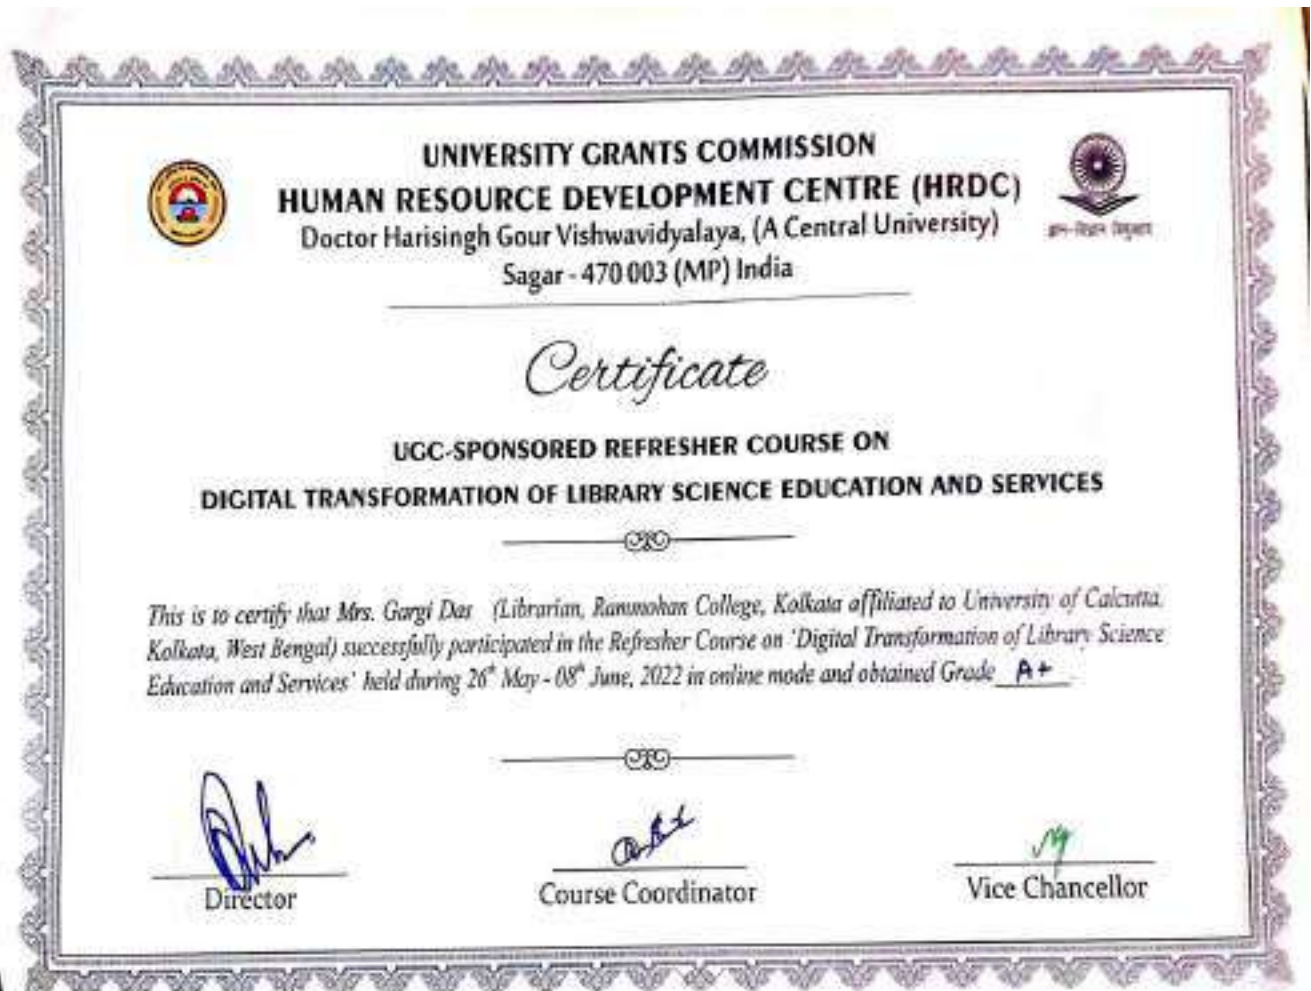 UNIVERSITY GRANTS COMMISSION
HUMAN RESOURCE DEVELOPMENT CENTRE (HRDC)
Doctor Harisingh Gour Vishwavidyalaya, (A Central University)
Sagar - 470 003 (MP) India
ज्ञान-विज्ञान विमुक्तये
Certificate
UGC-SPONSORED REFRESHER COURSE ON
DIGITAL TRANSFORMATION OF LIBRARY SCIENCE EDUCATION AND SERVICES
This is to certify that Mrs. Gargi Das (Librarian, Rammohan College, Kolkata affiliated to University of Calcutta,
Kolkata, West Bengal) successfully participated in the Refresher Course on 'Digital Transformation of Library Science
Education and Services' held during 26th May - 08th June, 2022 in online mode and obtained Grade A+
Director
Course Coordinator
Vice Chancellor